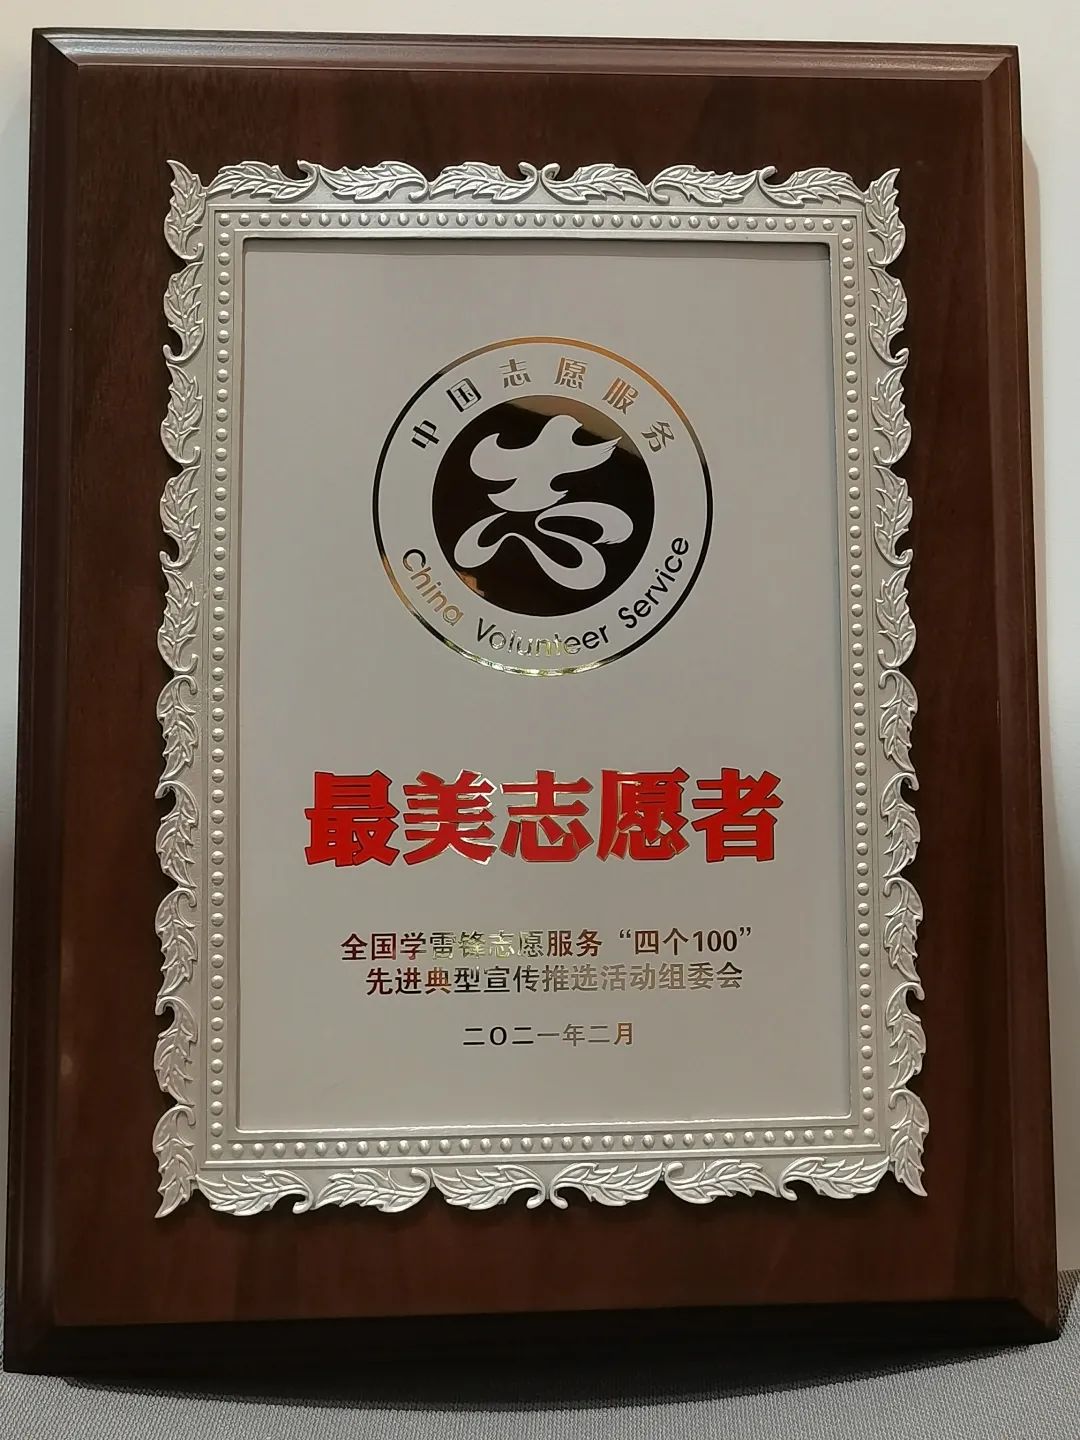 中国志愿服务
China Volunteer Service
最美志愿者
全国学雷锋志愿服务“四个100”
先进典型宣传推选活动组委会
二〇二一年二月